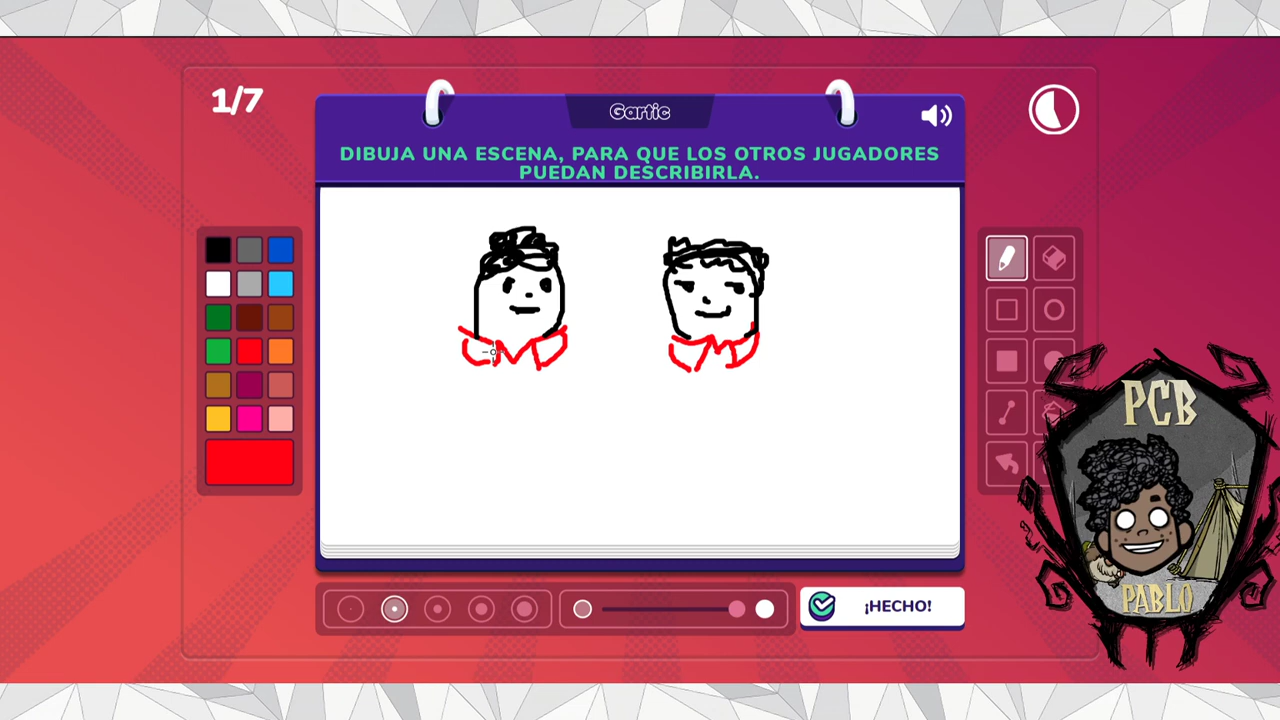 1/7
Gartic
DIBUJA UNA ESCENA, PARA QUE LOS OTROS JUGADORES
PUEDAN DESCRIBIRLA.
PCB
PABLO
¡HECHO!